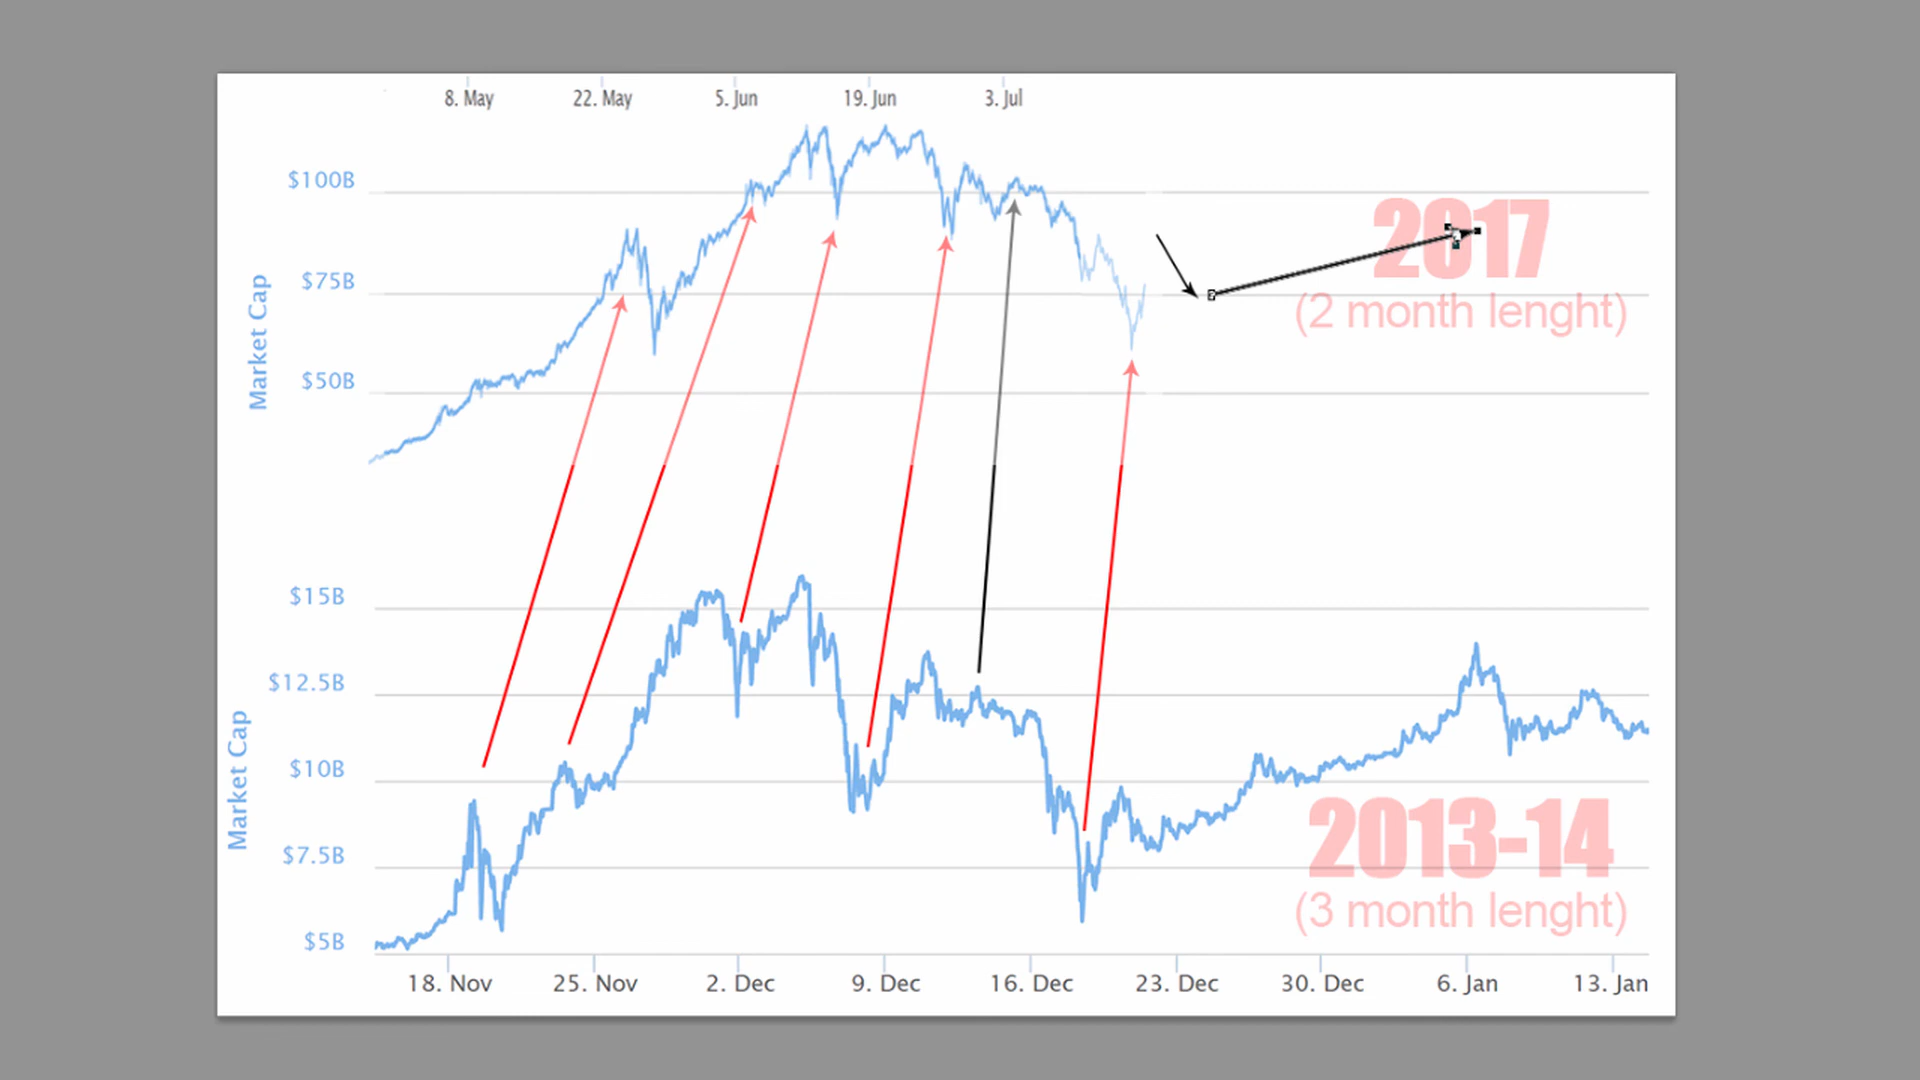 8. May 22. May 5. Jun 19. Jun 3. Jul
$100B
$75B
$50B
Market Cap
2017
(2 month lenght)
$15B
$12.5B
$10B
$7.5B
$5B
Market Cap
2013-14
(3 month lenght)
18. Nov 25. Nov 2. Dec 9. Dec 16. Dec 23. Dec 30. Dec 6. Jan 13. Jan